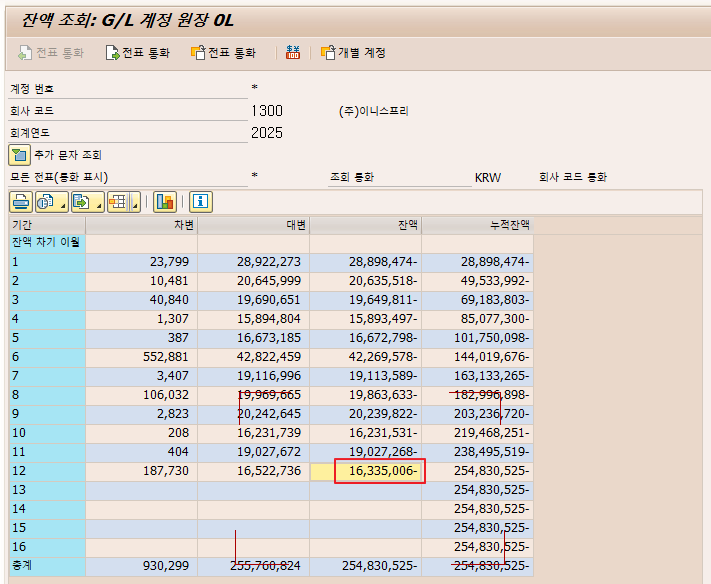 잔액 조회: G/L 계정 원장 0L
전표 통화 전표 통화 전표 통화 개별 계정
계정 번호 *
회사 코드 1300 (주)이니스프리
회계연도 2025
추가 문자 조회
모든 전표(통화 표시) * 조회 통화 KRW 회사 코드 통화
기간 차변 대변 잔액 누적잔액
잔액 차기 이월
1 23,799 28,922,273 28,898,474- 28,898,474-
2 10,481 20,645,999 20,635,518- 49,533,992-
3 40,840 19,690,651 19,649,811- 69,183,803-
4 1,307 15,894,804 15,893,497- 85,077,300-
5 387 16,673,185 16,672,798- 101,750,098-
6 552,881 42,822,459 42,269,578- 144,019,676-
7 3,407 19,116,996 19,113,589- 163,133,265-
8 106,032 19,969,665 19,863,633- 182,996,898-
9 2,823 20,242,645 20,239,822- 203,236,720-
10 208 16,231,739 16,231,531- 219,468,251-
11 404 19,027,672 19,027,268- 238,495,519-
12 187,730 16,522,736 16,335,006- 254,830,525-
13 254,830,525-
14 254,830,525-
15 254,830,525-
16 254,830,525-
총계 930,299 255,760,824 254,830,525- 254,830,525-